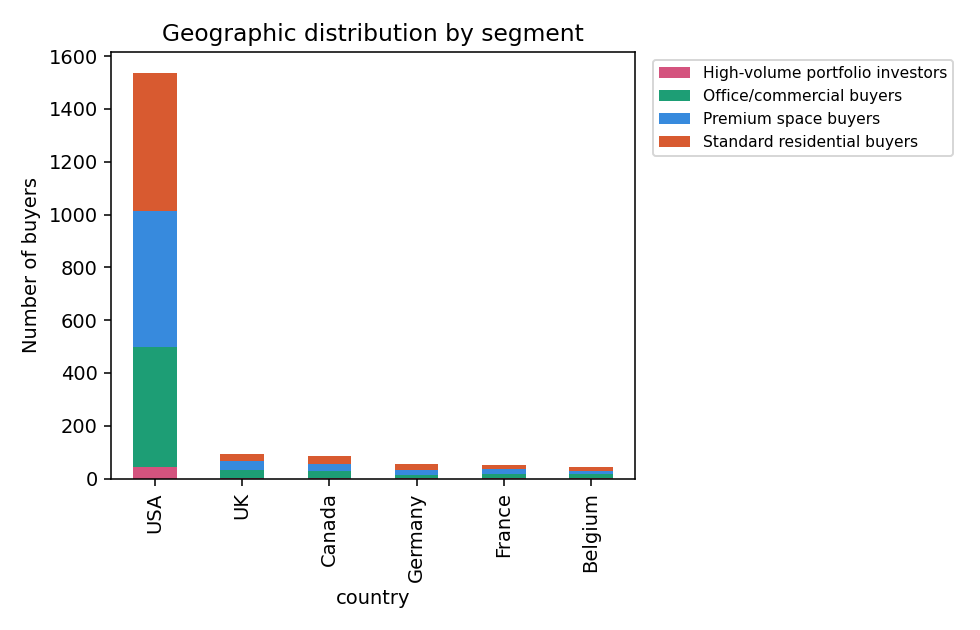 Geographic distribution by segment
High-volume portfolio investors
Office/commercial buyers
Premium space buyers
Standard residential buyers
Number of buyers
1600
1400
1200
1000
800
600
400
200
0
USA
UK
Canada
Germany
France
Belgium
country